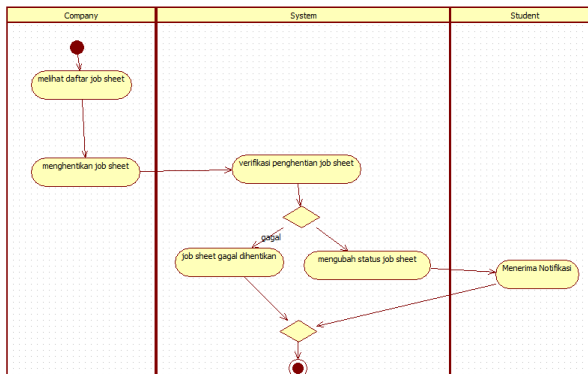 Company
System
Student
melihat daftar job sheet
menghentikan job sheet
verifikasi penghentian job sheet
gagal
job sheet gagal dihentikan
mengubah status job sheet
Menerima Notifikasi